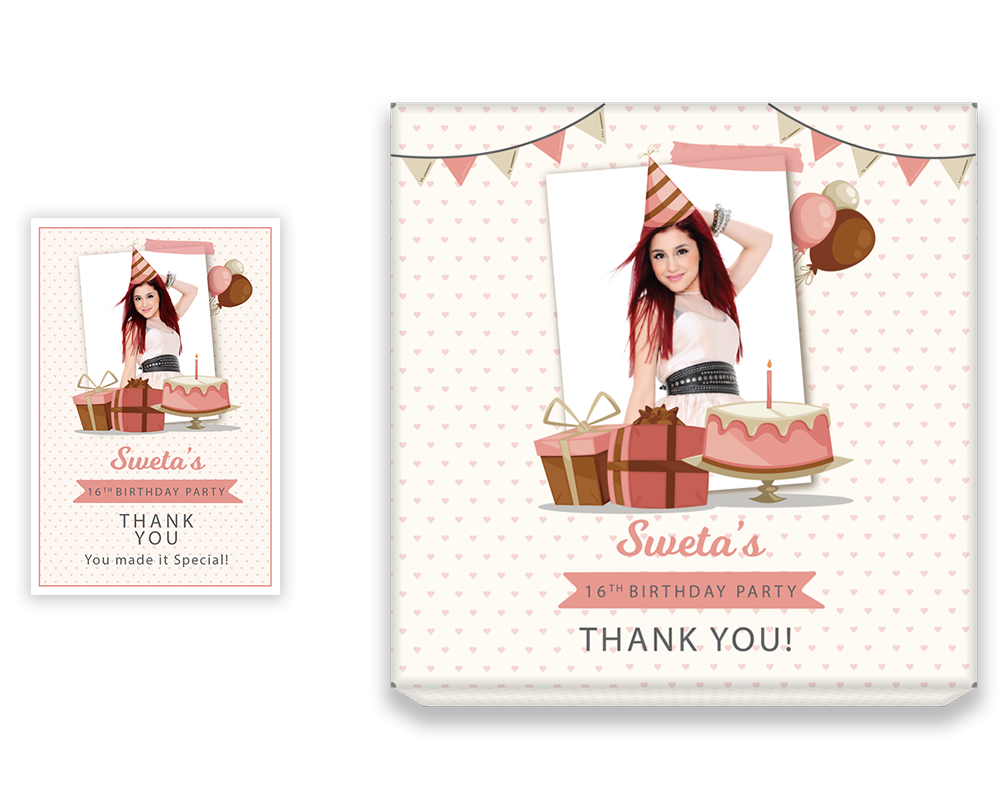 Sweta's
16TH BIRTHDAY PARTY
THANK
YOU
You made it Special!
Sweta's
16TH BIRTHDAY PARTY
THANK YOU!